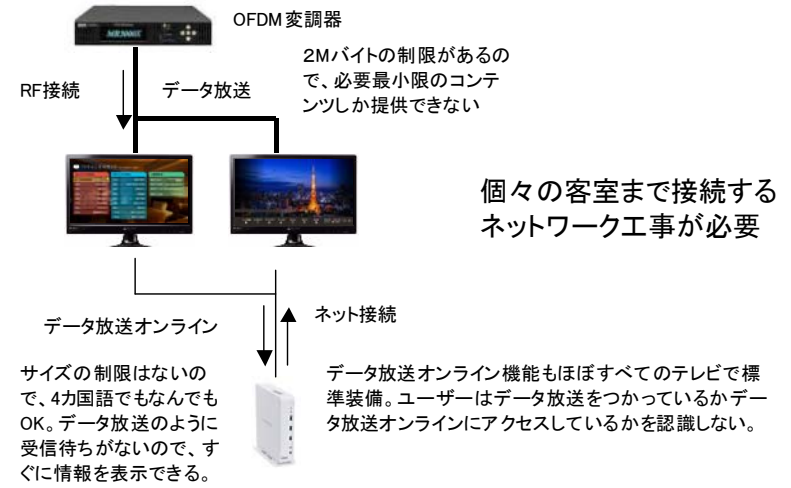 OFDM変調器
2Mバイトの制限があるの
で、必要最小限のコンテ
ンツしか提供できない
RF接続
データ放送
個々の客室まで接続する
ネットワーク工事が必要
データ放送オンライン
ネット接続
サイズの制限はないの
で、4カ国語でもなんでも
OK。データ放送のように
受信待ちがないので、す
ぐに情報を表示できる。
データ放送オンライン機能もほぼすべてのテレビで標
準装備。ユーザーはデータ放送をつかっているかデー
タ放送オンラインにアクセスしているかを認識しない。